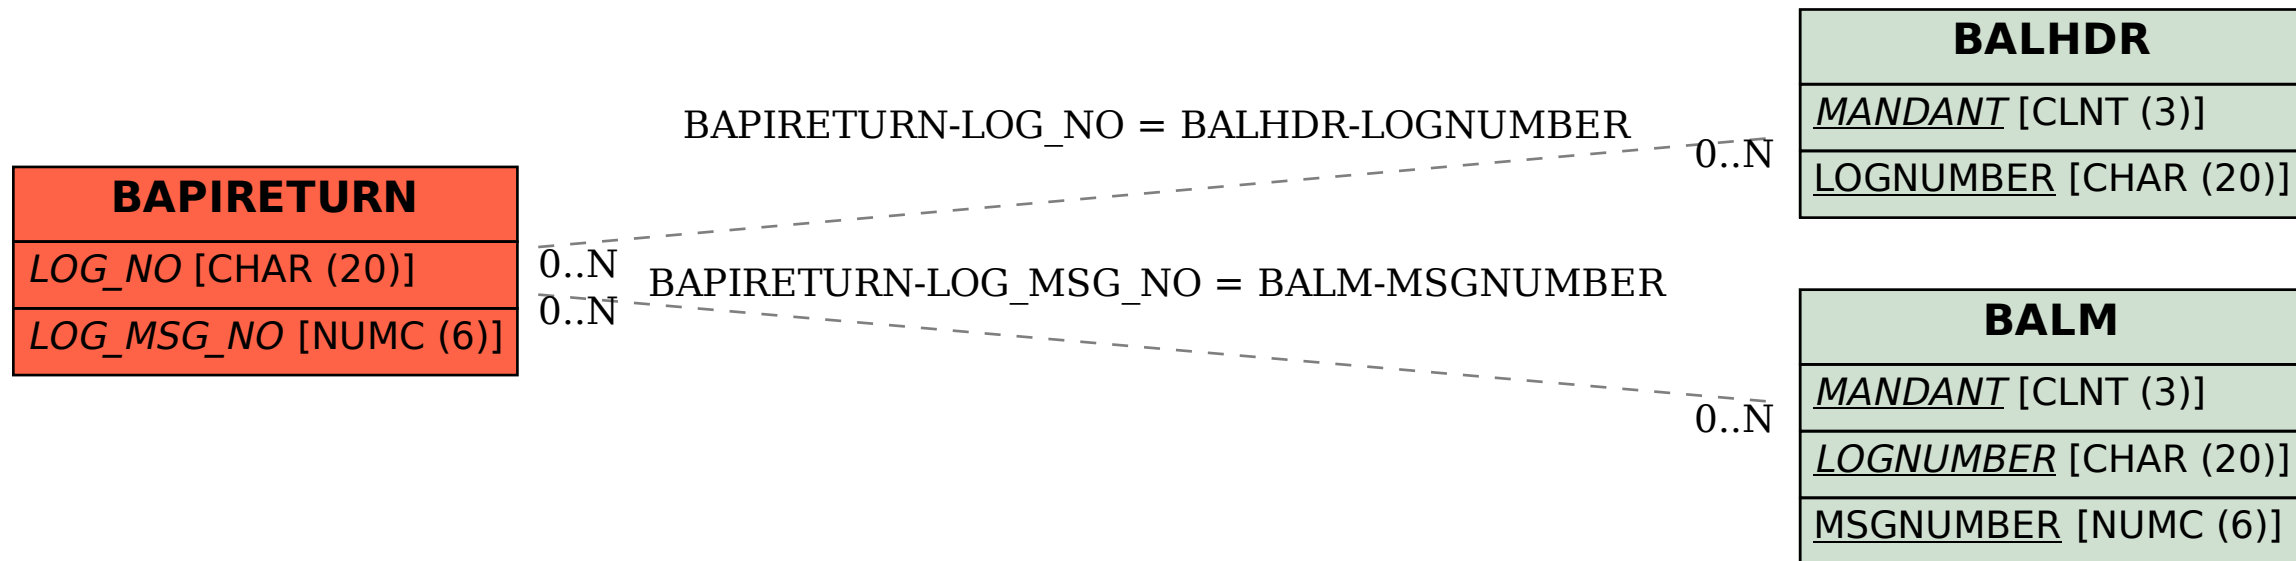 BALHDR
MANDANT [CLNT (3)]
LOGNUMBER [CHAR (20)]
BAPIRETURN-LOG_NO = BALHDR-LOGNUMBER
0..N
BAPIRETURN
LOG_NO [CHAR (20)]
LOG_MSG_NO [NUMC (6)]
0..N
0..N
BAPIRETURN-LOG_MSG_NO = BALM-MSGNUMBER
0..N
BALM
MANDANT [CLNT (3)]
LOGNUMBER [CHAR (20)]
MSGNUMBER [NUMC (6)]